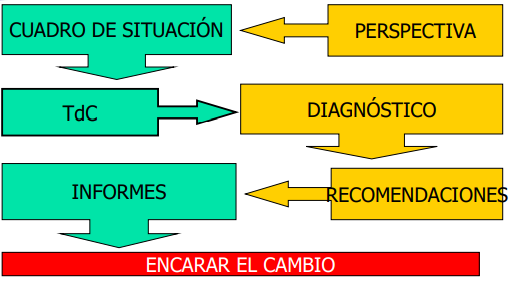 CUADRO DE SITUACIÓN
PERSPECTIVA
TdC
DIAGNÓSTICO
INFORMES
RECOMENDACIONES
ENCARAR EL CAMBIO